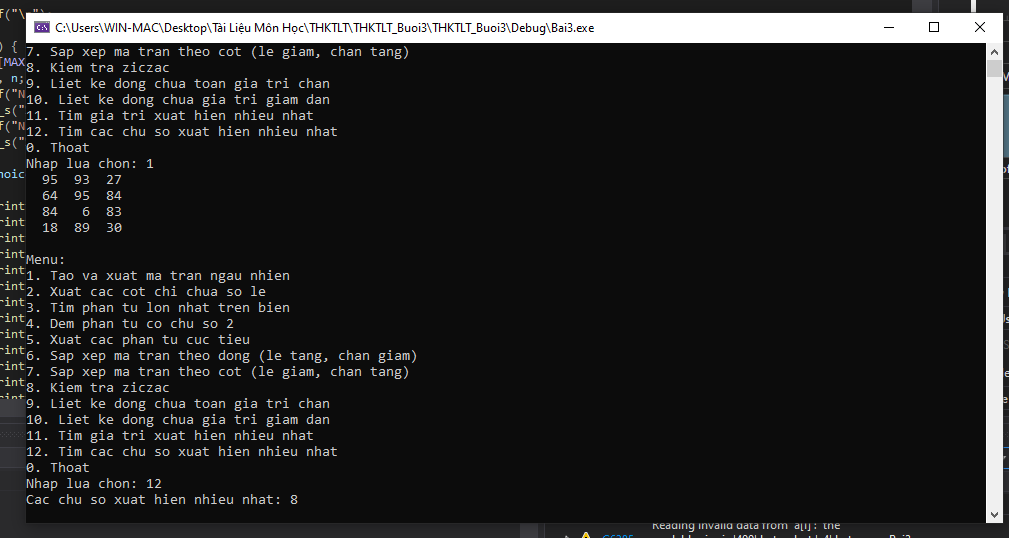 C:\Users\WIN-MAC\Desktop\Tài Liệu Môn Học\THKTLT\THKTLT_Buoi3\THKTLT_Buoi3\Debug\Bai3.exe
7. Sap xep ma tran theo cot (le giam, chan tang)
8. Kiem tra ziczac
9. Liet ke dong chua toan gia tri chan
10. Liet ke dong chua gia tri giam dan
11. Tim gia tri xuat hien nhieu nhat
12. Tim cac chu so xuat hien nhieu nhat
0. Thoat
Nhap lua chon: 1
95 93 27
64 95 84
84 6 83
18 89 30
Menu:
1. Tao va xuat ma tran ngau nhien
2. Xuat cac cot chi chua so le
3. Tim phan tu lon nhat tren bien
4. Dem phan tu co chu so 2
5. Xuat cac phan tu cuc tieu
6. Sap xep ma tran theo dong (le tang, chan giam)
7. Sap xep ma tran theo cot (le giam, chan tang)
8. Kiem tra ziczac
9. Liet ke dong chua toan gia tri chan
10. Liet ke dong chua gia tri giam dan
11. Tim gia tri xuat hien nhieu nhat
12. Tim cac chu so xuat hien nhieu nhat
0. Thoat
Nhap lua chon: 12
Cac chu so xuat hien nhieu nhat: 8
Reading invalid data from 'a[i]': the